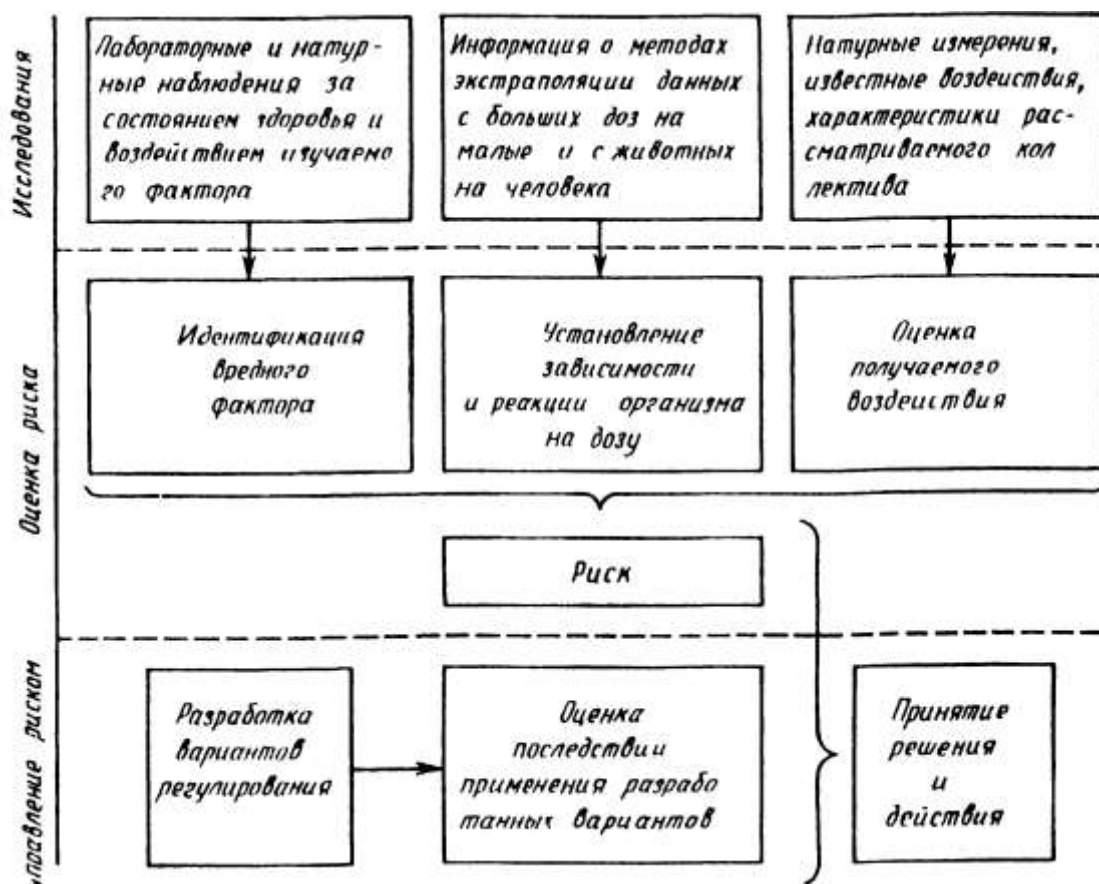 Исследования
Лабораторные и натур-
ные наблюдения за
состоянием здоровья и
воздействием изучаемо
го фактора
Информация о методах
экстраполяции данных
с больших доз на
малые и с животных
на человека
Натурные измерения,
известные воздействия,
характеристики рас-
сматриваемого кол
лектива
Оценка риска
Идентификация
вредного
фактора
Установление
зависимости
и реакции организма
на дозу
Оценка
получаемого
воздействия
Риск
правление риском
Разработка
вариантов
регулирования
Оценка
последствии
применения разрабо
танных вариантов
Принятие
решения
и
действия